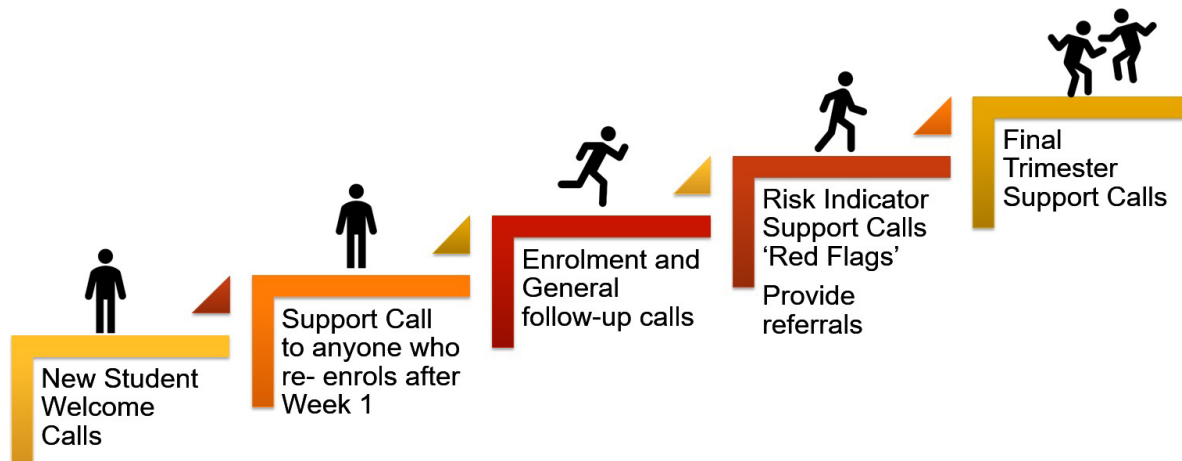 New Student
Welcome
Calls
Support Call
to anyone who
re- enrols after
Week 1
Enrolment and
General
follow-up calls
Risk Indicator
Support Calls
‘Red Flags’
Provide
referrals
Final
Trimester
Support Calls